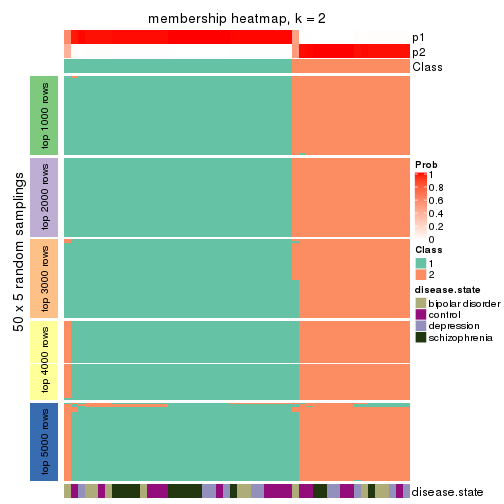 membership heatmap, k = 2
p1
p2
Class
50 x 5 random samplings
top 1000 rows
top 2000 rows
top 3000 rows
top 4000 rows
top 5000 rows
Prob
1
0.8
0.6
0.4
0.2
0
Class
1
2
disease.state
bipolar disorder
control
depression
schizophrenia
disease.state